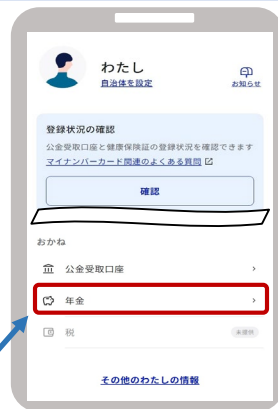 わたし
自治体を設定
お知らせ
登録状況の確認
公金受取口座と健康保険証の登録状況を確認できます
マイナンバーカード関連のよくある質問
確認
おかね
公金受取口座
年金
税
未提供
その他のわたしの情報